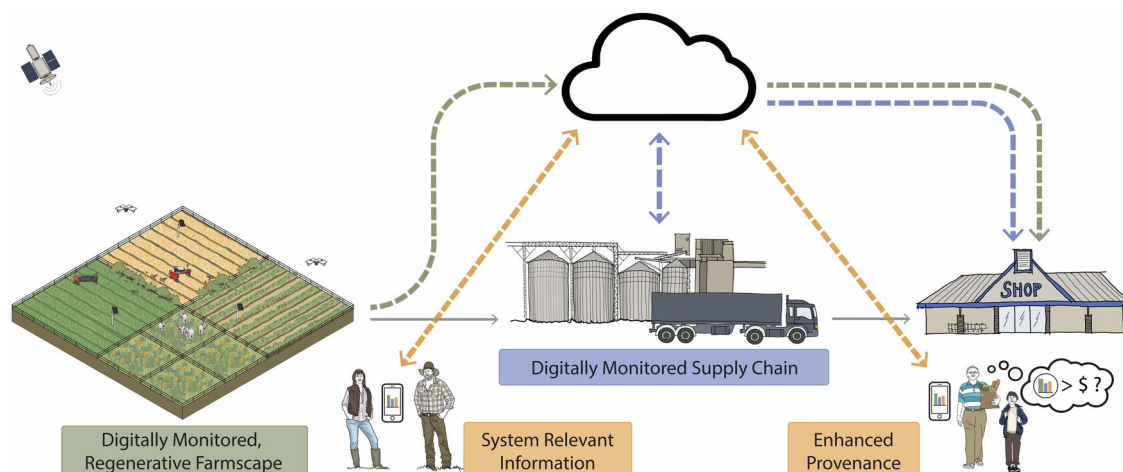 SHOP
> $ ?
Digitally Monitored Supply Chain
Digitally Monitored,
Regenerative Farmscape
System Relevant
Information
Enhanced
Provenance